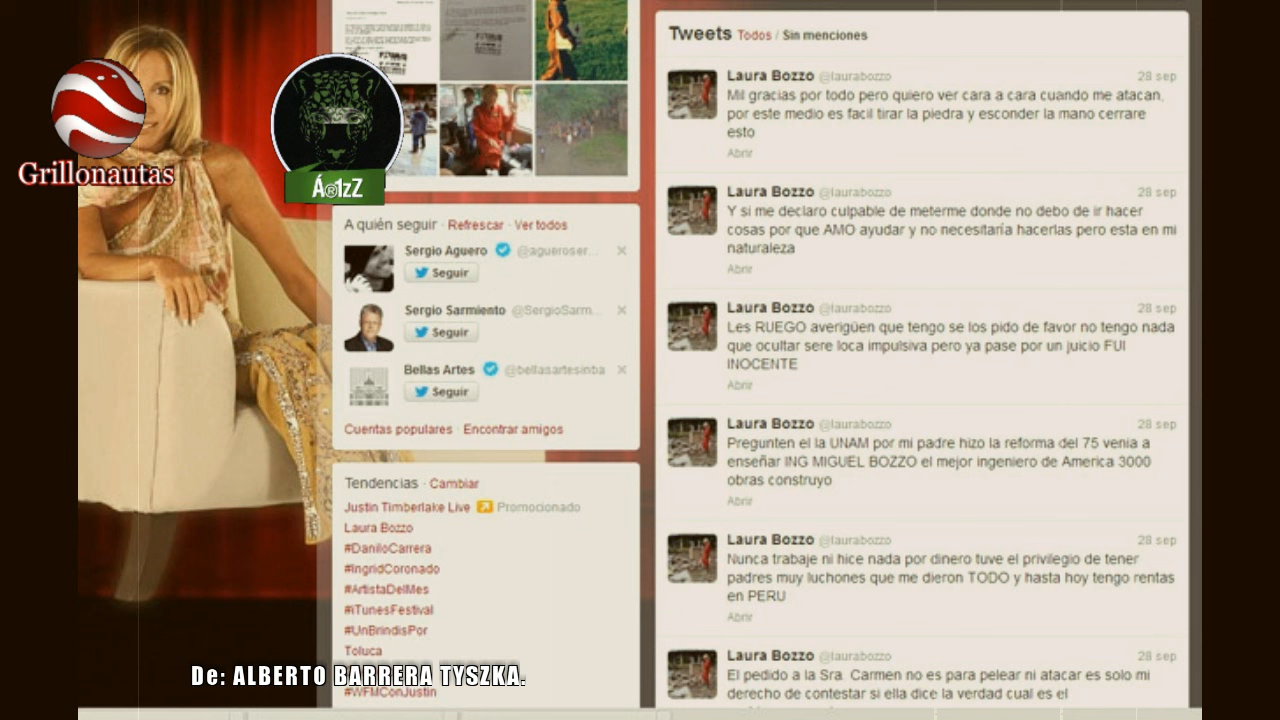 Grillonautas
Á®1zZ
A quién seguir · Refrescar · Ver todos
Sergio Aguero @agueroser...
Seguir
Sergio Sarmiento @SergioSarm...
Seguir
Bellas Artes @bellasartesinba
Seguir
Cuentas populares · Encontrar amigos
Tendencias · Cambiar
Justin Timberlake Live Promocionado
Laura Bozzo
#DaniloCarrera
#IngridCoronado
#ArtistaDelMes
#iTunesFestival
#UnBrindisPor
Toluca
#WFMConJustin
De: ALBERTO BARRERA TYSZKA.
Tweets Todos / Sin menciones
Laura Bozzo @laurabozzo 28 sep
Mil gracias por todo pero quiero ver cara a cara cuando me atacan,
por este medio es facil tirar la piedra y esconder la mano cerrare
esto
Abrir
Laura Bozzo @laurabozzo 28 sep
Y si me declaro culpable de meterme donde no debo de ir hacer
cosas por que AMO ayudar y no necesitaría hacerlas pero esta en mi
naturaleza
Abrir
Laura Bozzo @laurabozzo 28 sep
Les RUEGO averigüen que tengo se los pido de favor no tengo nada
que ocultar sere loca impulsiva pero ya pase por un juicio FUI
INOCENTE
Abrir
Laura Bozzo @laurabozzo 28 sep
Pregunten el la UNAM por mi padre hizo la reforma del 75 venia a
enseñar ING MIGUEL BOZZO el mejor ingeniero de America 3000
obras construyo
Abrir
Laura Bozzo @laurabozzo 28 sep
Nunca trabaje ni hice nada por dinero tuve el privilegio de tener
padres muy luchones que me dieron TODO y hasta hoy tengo rentas
en PERU
Abrir
Laura Bozzo @laurabozzo 28 sep
El pedido a la Sra. Carmen no es para pelear ni atacar es solo mi
derecho de contestar si ella dice la verdad cual es el